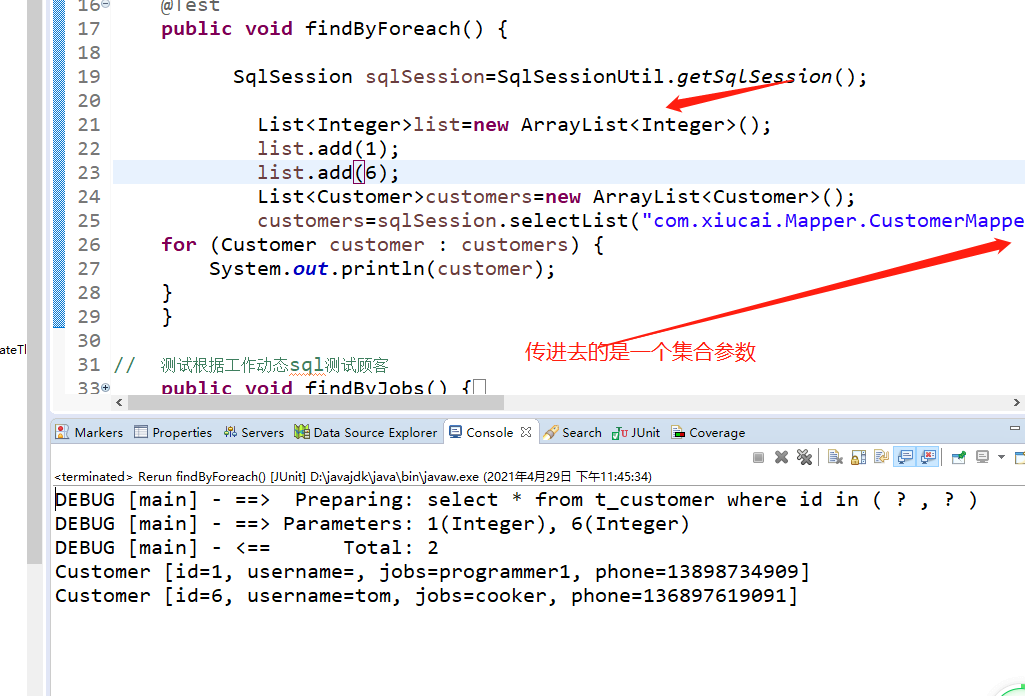 16 @Test
17 public void findByForeach() {
18
19 SqlSession sqlSession=SqlSessionUtil.getSqlSession();
20
21 List<Integer>list=new ArrayList<Integer>();
22 list.add(1);
23 list.add(6);
24 List<Customer>customers=new ArrayList<Customer>();
25 customers=sqlSession.selectList("com.xiucai.Mapper.CustomerMappe
26 for (Customer customer : customers) {
27 System.out.println(customer);
28 }
29 }
30
传进去的是一个集合参数
31 // 测试根据工作动态sql测试顾客
33 public void findByJobs() {
ateTl
Markers Properties Servers Data Source Explorer Console Search JUnit Coverage
<terminated> Rerun findByForeach() [JUnit] D:\javajdk\java\bin\javaw.exe (2021年4月29日 下午11:45:34)
DEBUG [main] - ==>  Preparing: select * from t_customer where id in ( ? , ? )
DEBUG [main] - ==> Parameters: 1(Integer), 6(Integer)
DEBUG [main] - <==      Total: 2
Customer [id=1, username=, jobs=programmer1, phone=13898734909]
Customer [id=6, username=tom, jobs=cooker, phone=136897619091]